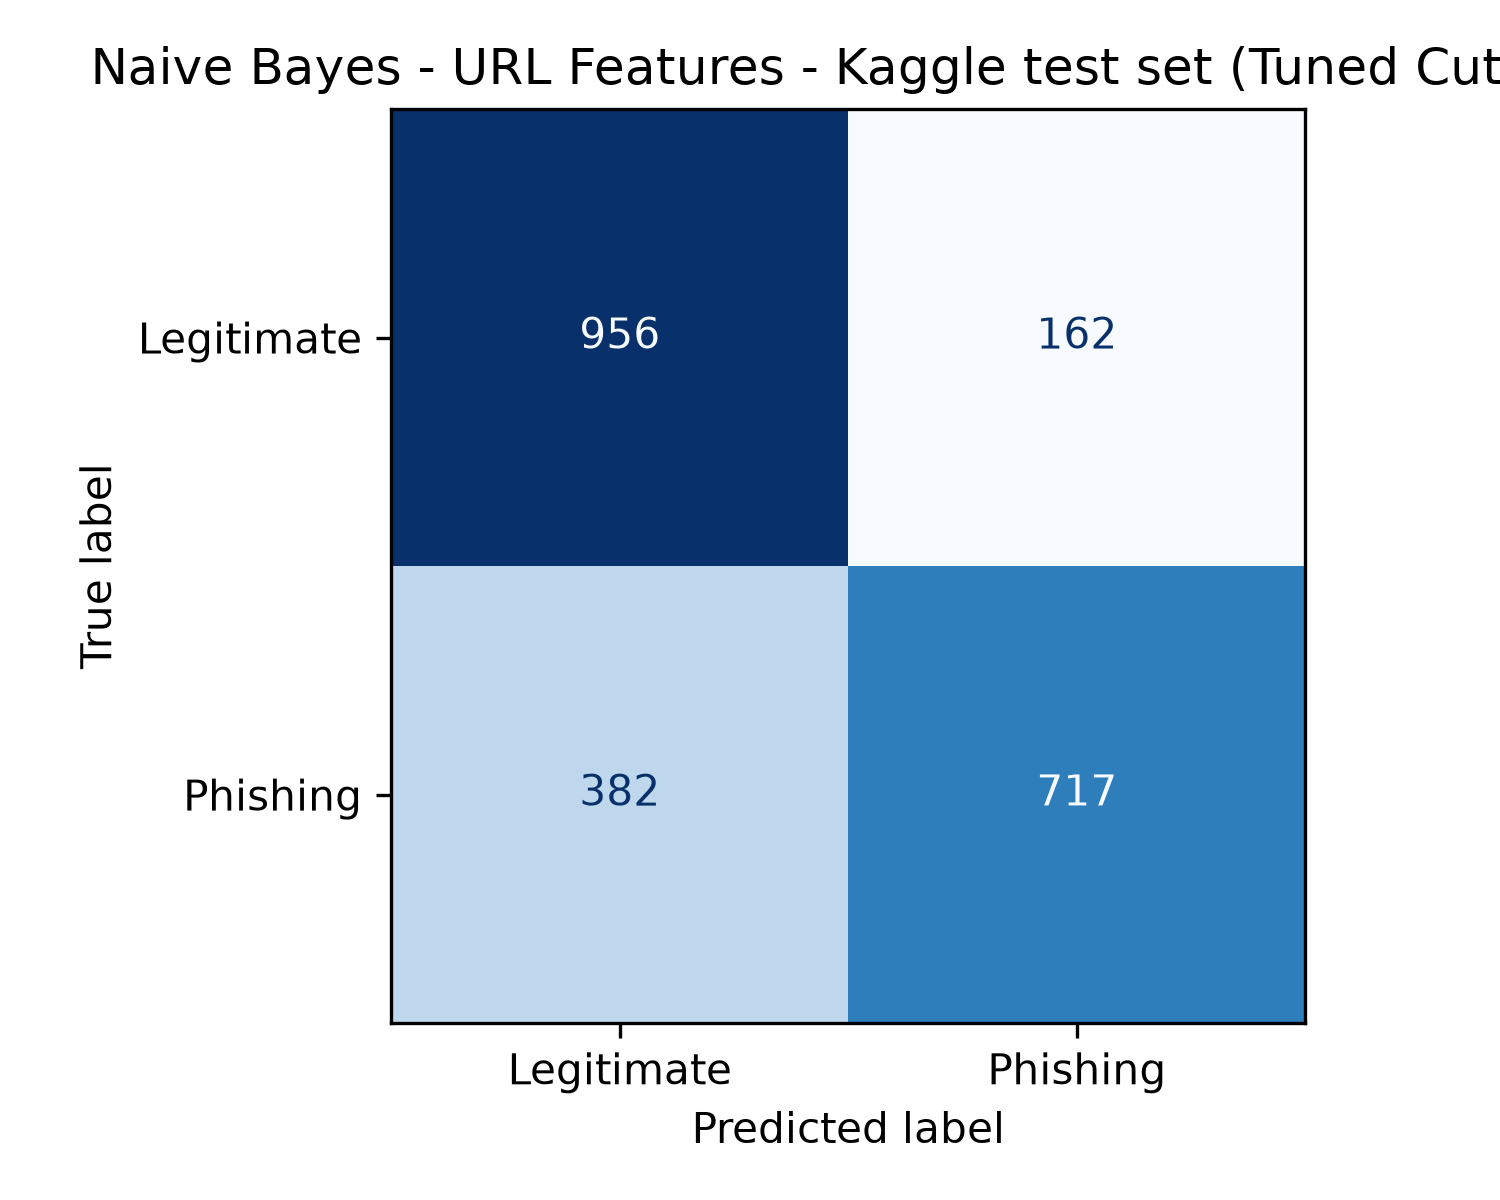 Naive Bayes - URL Features - Kaggle test set (Tuned Cut
Legitimate
956
162
True label
Phishing
382
717
Legitimate
Phishing
Predicted label